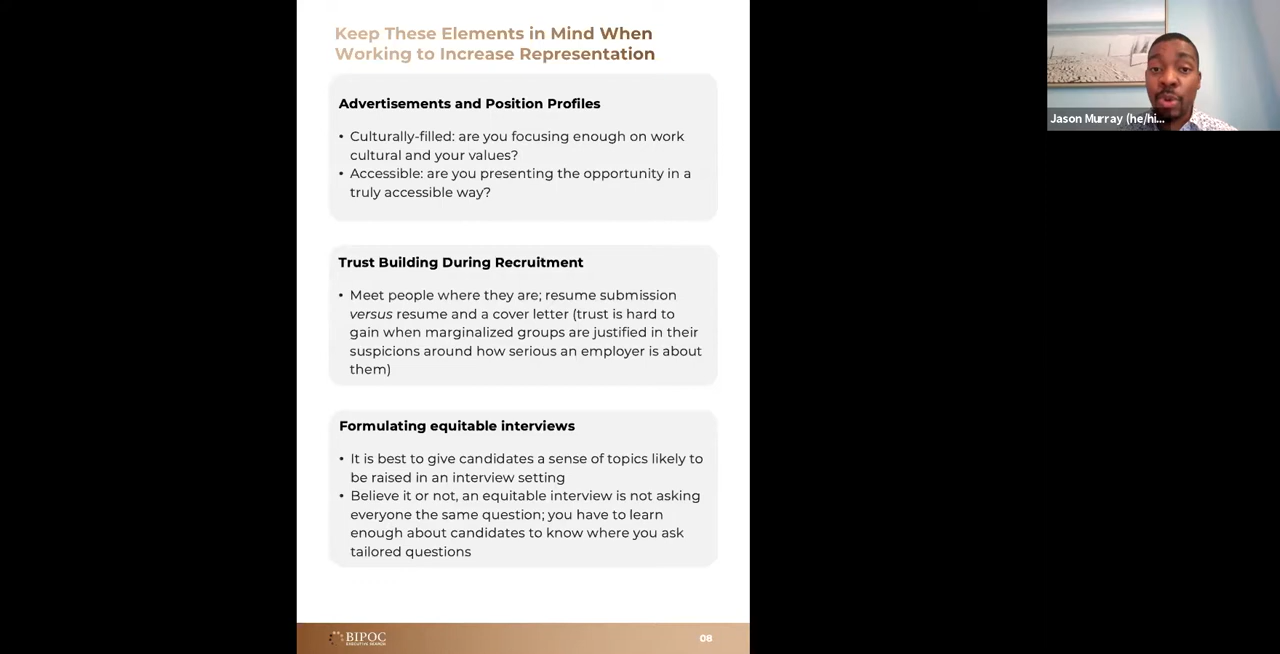 Keep These Elements in Mind When
Working to Increase Representation
Advertisements and Position Profiles
• Culturally-filled: are you focusing enough on work
cultural and your values?
• Accessible: are you presenting the opportunity in a
truly accessible way?
Trust Building During Recruitment
• Meet people where they are; resume submission
versus resume and a cover letter (trust is hard to
gain when marginalized groups are justified in their
suspicions around how serious an employer is about
them)
Formulating equitable interviews
• It is best to give candidates a sense of topics likely to
be raised in an interview setting
• Believe it or not, an equitable interview is not asking
everyone the same question; you have to learn
enough about candidates to know where you ask
tailored questions
BIPOC
EXECUTIVE SEARCH
08
Jason Murray (he/hi...